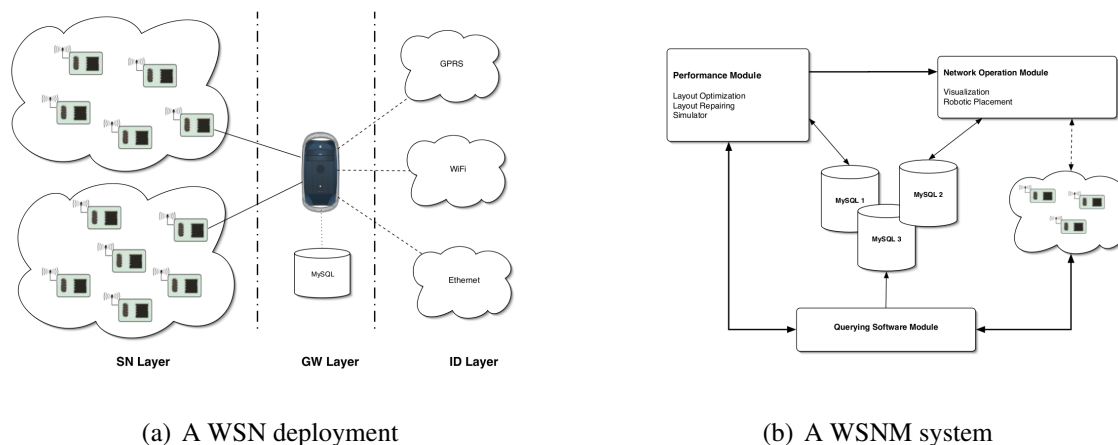 GPRS
WiFi
Ethernet
MySQL
SN Layer
GW Layer
ID Layer
(a) A WSN deployment
Performance Module
Layout Optimization
Layout Repairing
Simulator
Network Operation Module
Visualization
Robotic Placement
MySQL 1
MySQL 2
MySQL 3
Querying Software Module
(b) A WSNM system